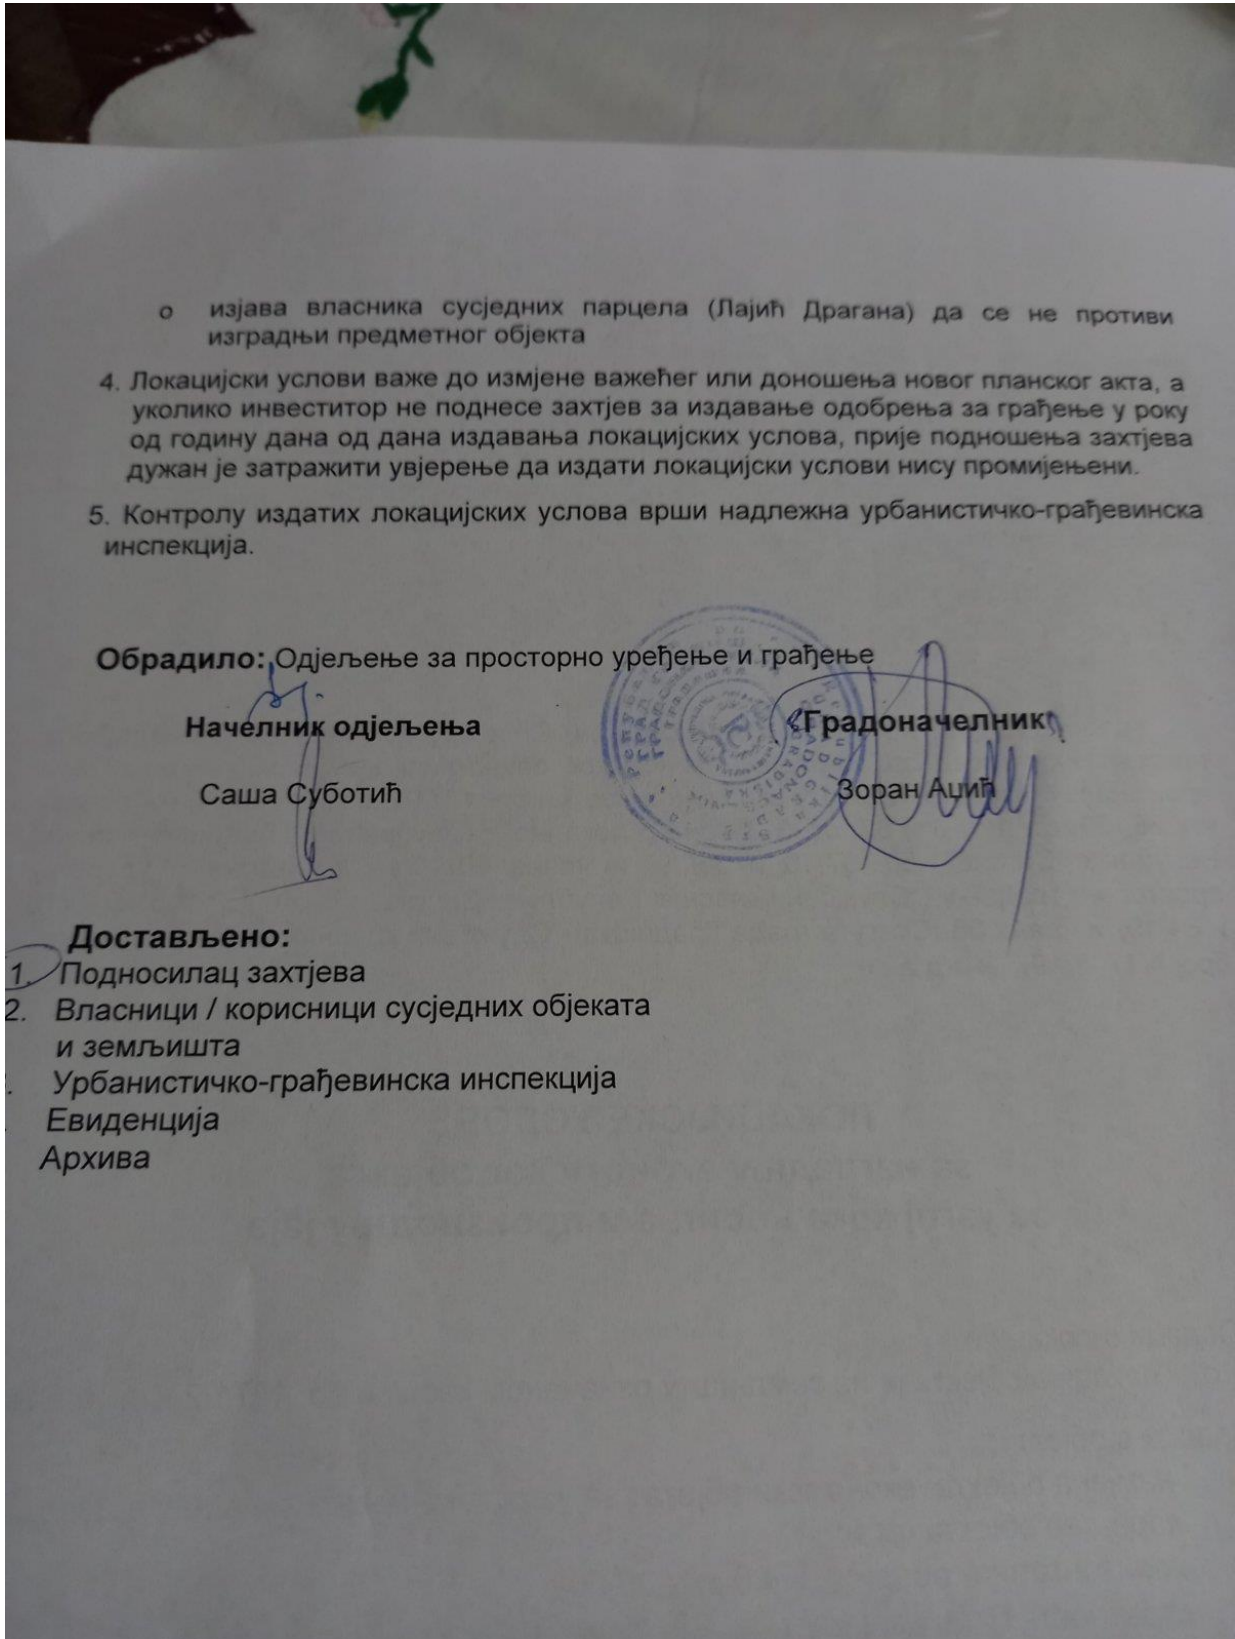 o изјава власника сусједних парцела (Лајић Драгана) да се не противи
изградњи предметног објекта
4. Локацијски услови важе до измјене важећег или доношења новог планског акта, а
уколико инвеститор не поднесе захтјев за издавање одобрења за грађење у року
од годину дана од дана издавања локацијских услова, прије подношења захтјева
дужан је затражити увјерење да издати локацијски услови нису промијењени.
5. Контролу издатих локацијских услова врши надлежна урбанистичко-грађевинска
инспекција.
Обрадило: Одјељење за просторно уређење и грађење
Начелник одјељења
Градоначелник
Саша Суботић
Зоран Аџић
Достављено:
1. Подносилац захтјева
2. Власници / корисници сусједних објеката
и земљишта
Урбанистичко-грађевинска инспекција
Евиденција
Архива